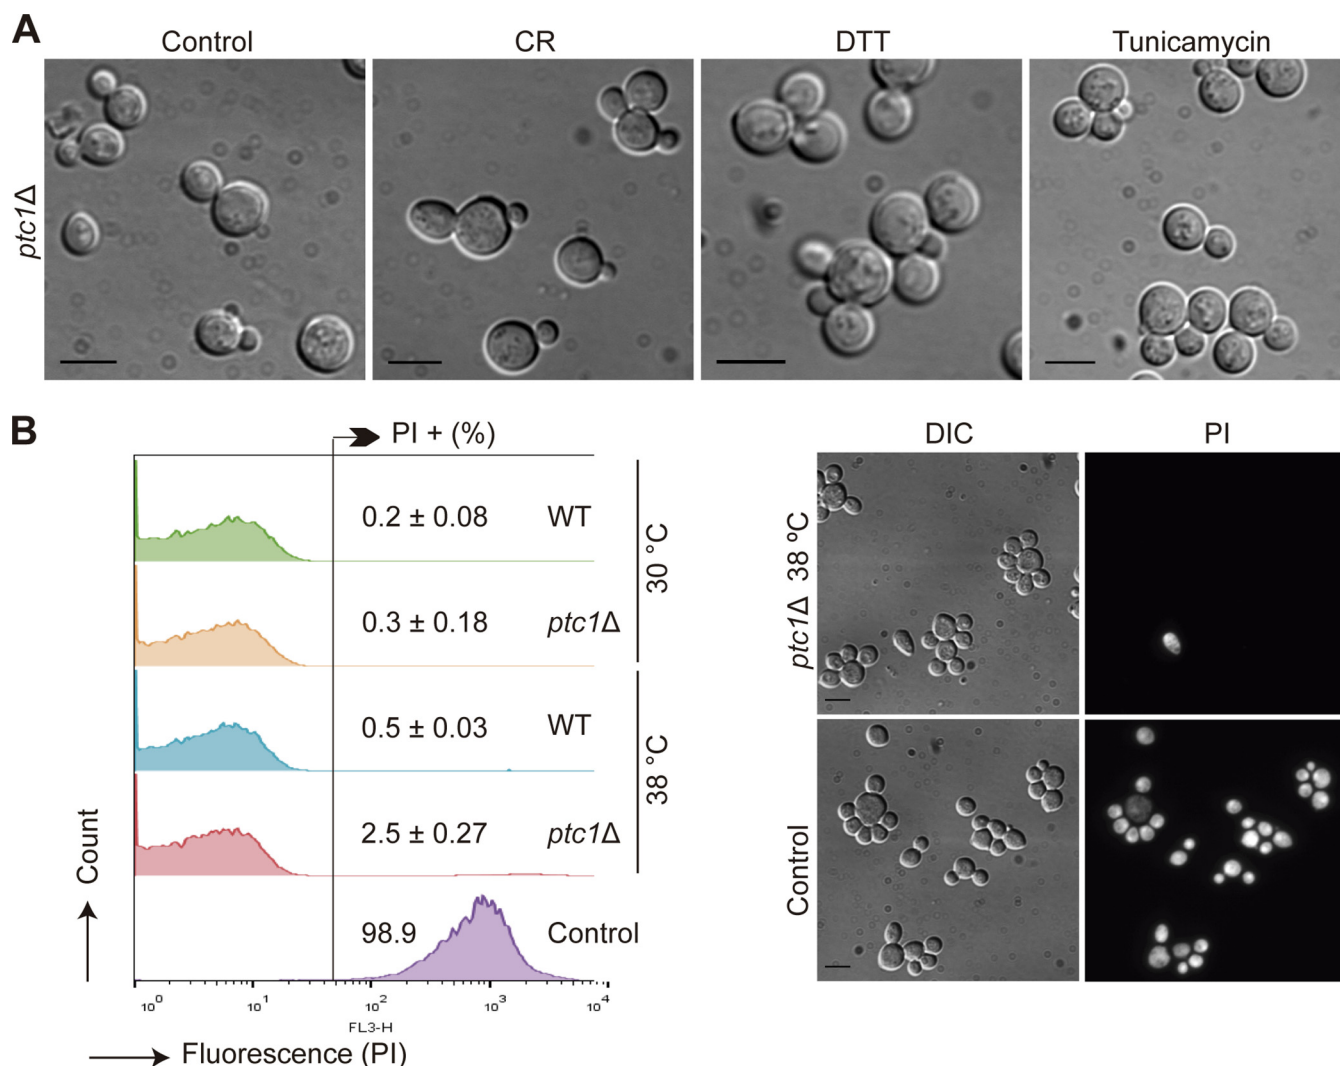 A
Control CR DTT Tunicamycin
ptc1Δ
B
PI + (%)
0.2 ± 0.08 WT
0.3 ± 0.18 ptc1Δ
30 °C
0.5 ± 0.03 WT
2.5 ± 0.27 ptc1Δ
38 °C
98.9 Control
Count
10⁰ 10¹ 10² 10³ 10⁴
FL3-H
Fluorescence (PI)
DIC PI
ptc1Δ 38 ºC
Control